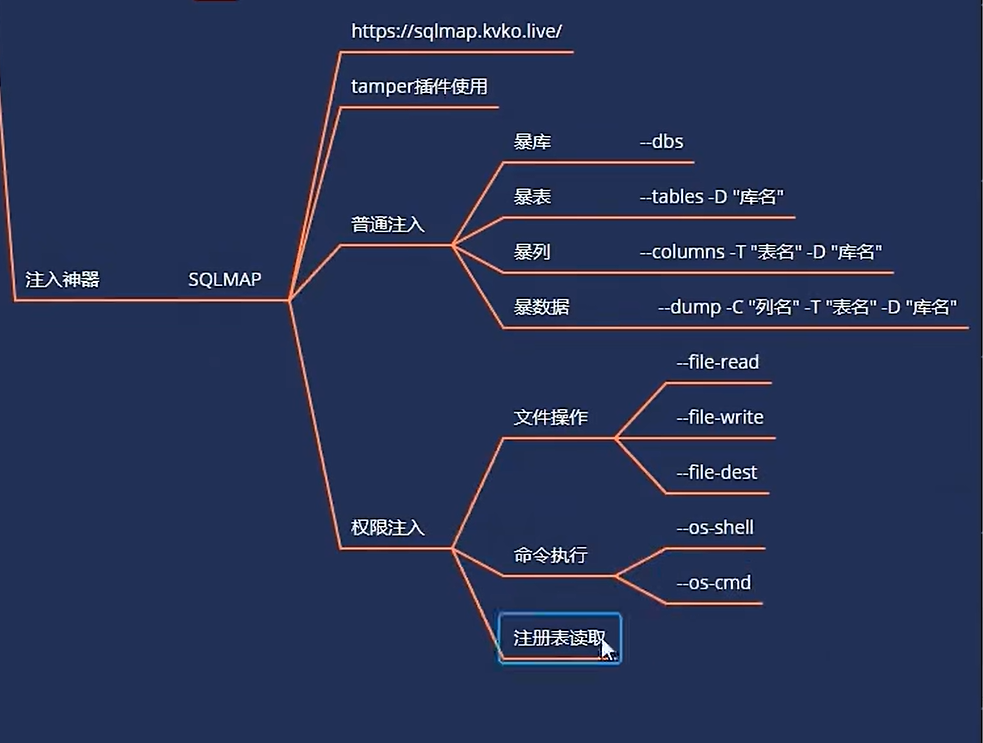 https://sqlmap.kvko.live/
tamper插件使用
暴库 --dbs
暴表 --tables -D "库名"
普通注入
暴列 --columns -T "表名" -D "库名"
注入神器 SQLMAP
暴数据 --dump -C "列名" -T "表名" -D "库名"
--file-read
文件操作
--file-write
--file-dest
权限注入
--os-shell
命令执行
--os-cmd
注册表读取